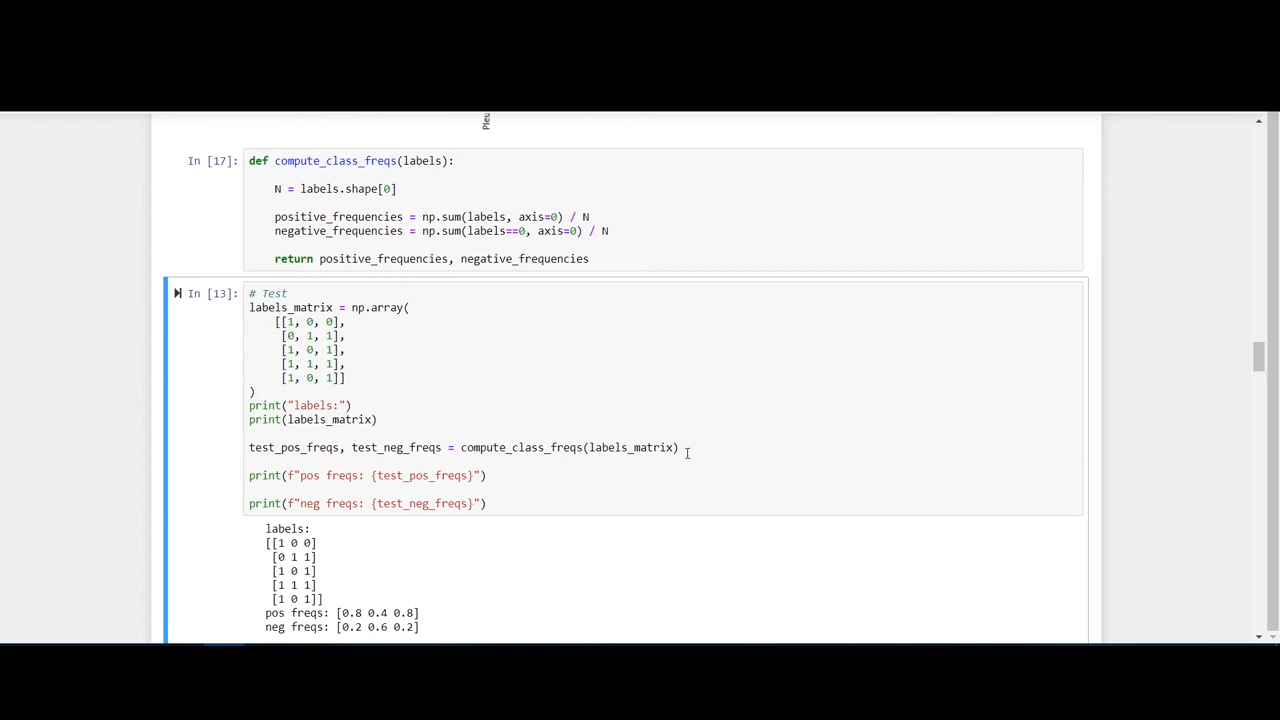 Pleu
In [17]:
def compute_class_freqs(labels):
N = labels.shape[0]
positive_frequencies = np.sum(labels, axis=0) / N
negative_frequencies = np.sum(labels==0, axis=0) / N
return positive_frequencies, negative_frequencies
In [13]:
# Test
labels_matrix = np.array(
[[1, 0, 0],
[0, 1, 1],
[1, 0, 1],
[1, 1, 1],
[1, 0, 1]]
)
print("labels:")
print(labels_matrix)
test_pos_freqs, test_neg_freqs = compute_class_freqs(labels_matrix)
print(f"pos freqs: {test_pos_freqs}")
print(f"neg freqs: {test_neg_freqs}")
labels:
[[1 0 0]
[0 1 1]
[1 0 1]
[1 1 1]
[1 0 1]]
pos freqs: [0.8 0.4 0.8]
neg freqs: [0.2 0.6 0.2]